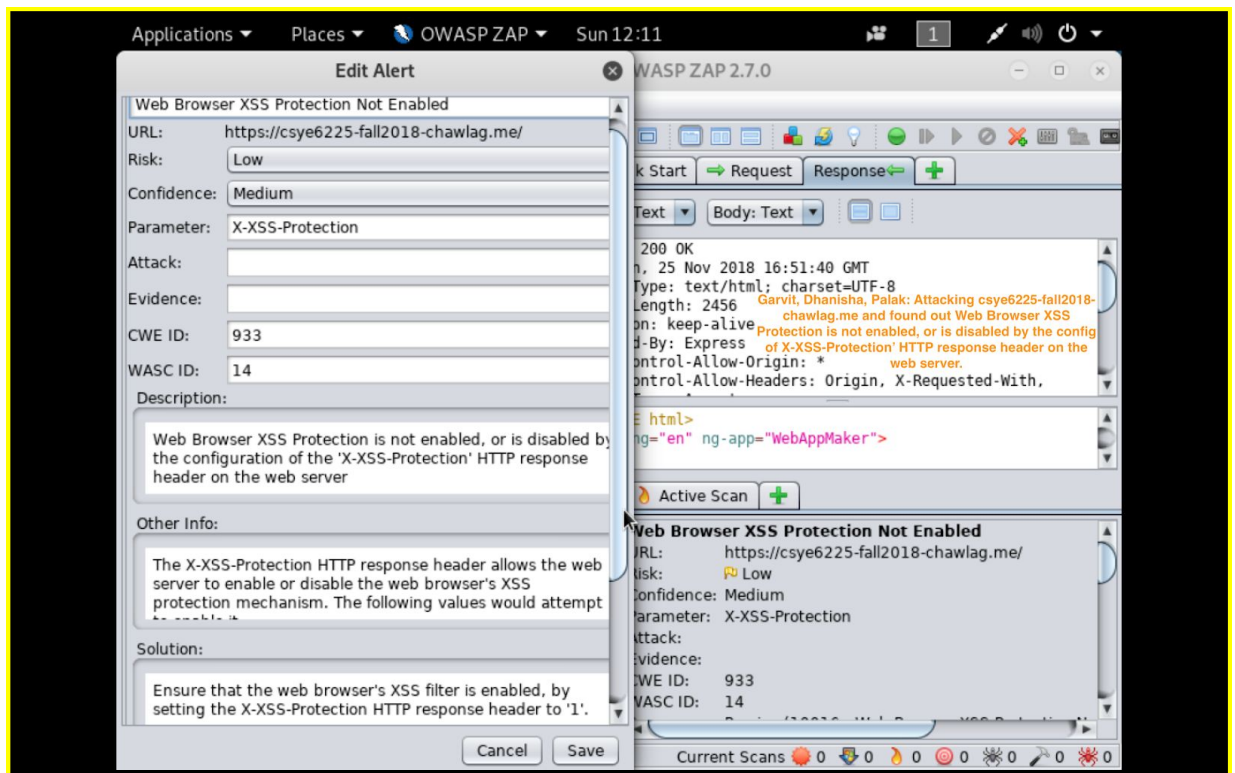 Applications Places OWASP ZAP Sun 12:11 1
Edit Alert
Web Browser XSS Protection Not Enabled
URL: https://csye6225-fall2018-chawlag.me/
Risk: Low
Confidence: Medium
Parameter: X-XSS-Protection
Attack:
Evidence:
CWE ID: 933
WASC ID: 14
Description:
Web Browser XSS Protection is not enabled, or is disabled by
the configuration of the 'X-XSS-Protection' HTTP response
header on the web server
Other Info:
The X-XSS-Protection HTTP response header allows the web
server to enable or disable the web browser's XSS
protection mechanism. The following values would attempt
Solution:
Ensure that the web browser's XSS filter is enabled, by
setting the X-XSS-Protection HTTP response header to '1'.
Cancel Save
WASP ZAP 2.7.0
k Start Request Response
Text Body: Text
200 OK
n, 25 Nov 2018 16:51:40 GMT
Type: text/html; charset=UTF-8
Length: 2456
on: keep-alive
d-By: Express
ontrol-Allow-Origin: *
ontrol-Allow-Headers: Origin, X-Requested-With,
Garvit, Dhanisha, Palak: Attacking csye6225-fall2018-
chawlag.me and found out Web Browser XSS
Protection is not enabled, or is disabled by the config
of X-XSS-Protection’ HTTP response header on the
web server.
E html>
ng="en" ng-app="WebAppMaker">
Active Scan
Web Browser XSS Protection Not Enabled
URL: https://csye6225-fall2018-chawlag.me/
Risk: Low
Confidence: Medium
Parameter: X-XSS-Protection
Attack:
Evidence:
CWE ID: 933
WASC ID: 14
Current Scans 0 0 0 0 0 0 0